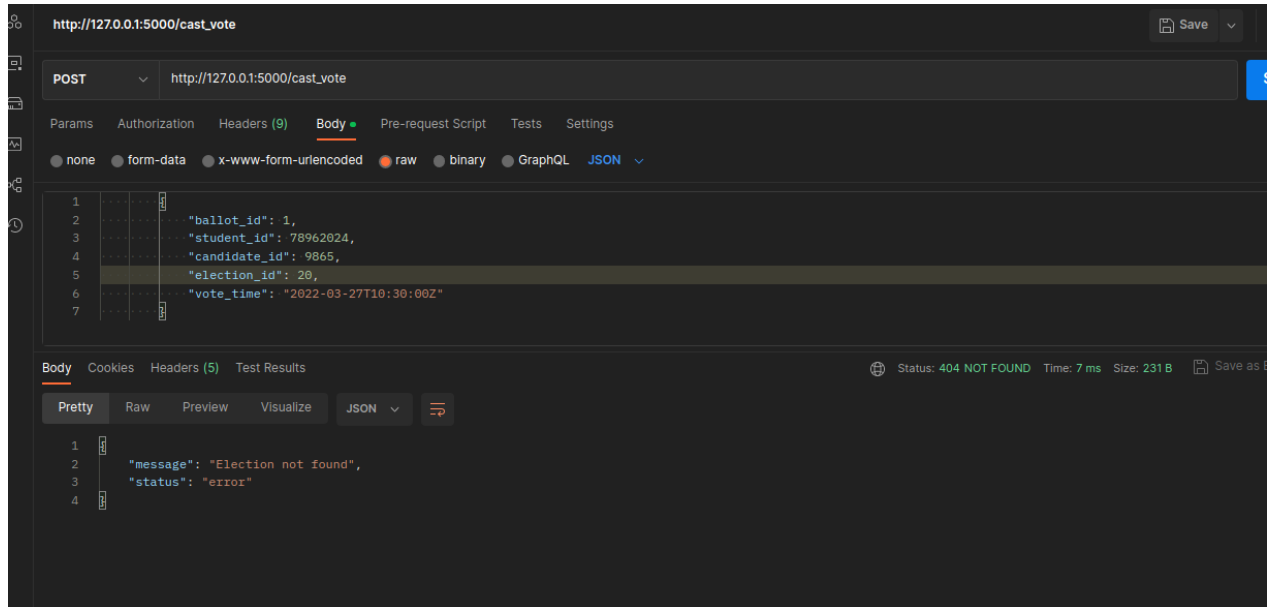 http://127.0.0.1:5000/cast_vote
Save
POST http://127.0.0.1:5000/cast_vote
Params Authorization Headers (9) Body Pre-request Script Tests Settings
none form-data x-www-form-urlencoded raw binary GraphQL JSON
1 {
2 "ballot_id": 1,
3 "student_id": 78962024,
4 "candidate_id": 9865,
5 "election_id": 20,
6 "vote_time": "2022-03-27T10:30:00Z"
7 }
Body Cookies Headers (5) Test Results Status: 404 NOT FOUND Time: 7 ms Size: 231 B Save as
Pretty Raw Preview Visualize JSON
1 {
2 "message": "Election not found",
3 "status": "error"
4 }